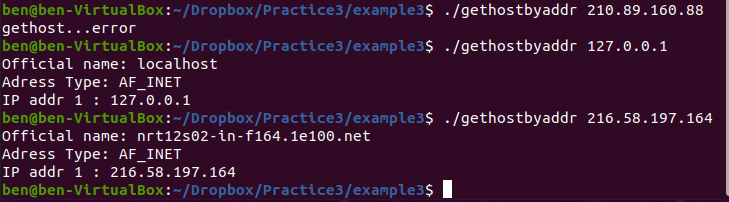 ben@ben-VirtualBox:~/Dropbox/Practice3/example3$ ./gethostbyaddr 210.89.160.88
gethost...error
ben@ben-VirtualBox:~/Dropbox/Practice3/example3$ ./gethostbyaddr 127.0.0.1
Official name: localhost
Adress Type: AF_INET
IP addr 1 : 127.0.0.1
ben@ben-VirtualBox:~/Dropbox/Practice3/example3$ ./gethostbyaddr 216.58.197.164
Official name: nrt12s02-in-f164.1e100.net
Adress Type: AF_INET
IP addr 1 : 216.58.197.164
ben@ben-VirtualBox:~/Dropbox/Practice3/example3$